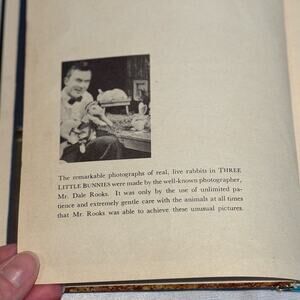 The remarkable photographs of real, live rabbits in THREE
LITTLE BUNNIES were made by the well-known photographer,
Mr. Dale Rooks. It was only by the use of unlimited pa-
tience and extremely gentle care with the animals at all times
that Mr. Rooks was able to achieve these unusual pictures.